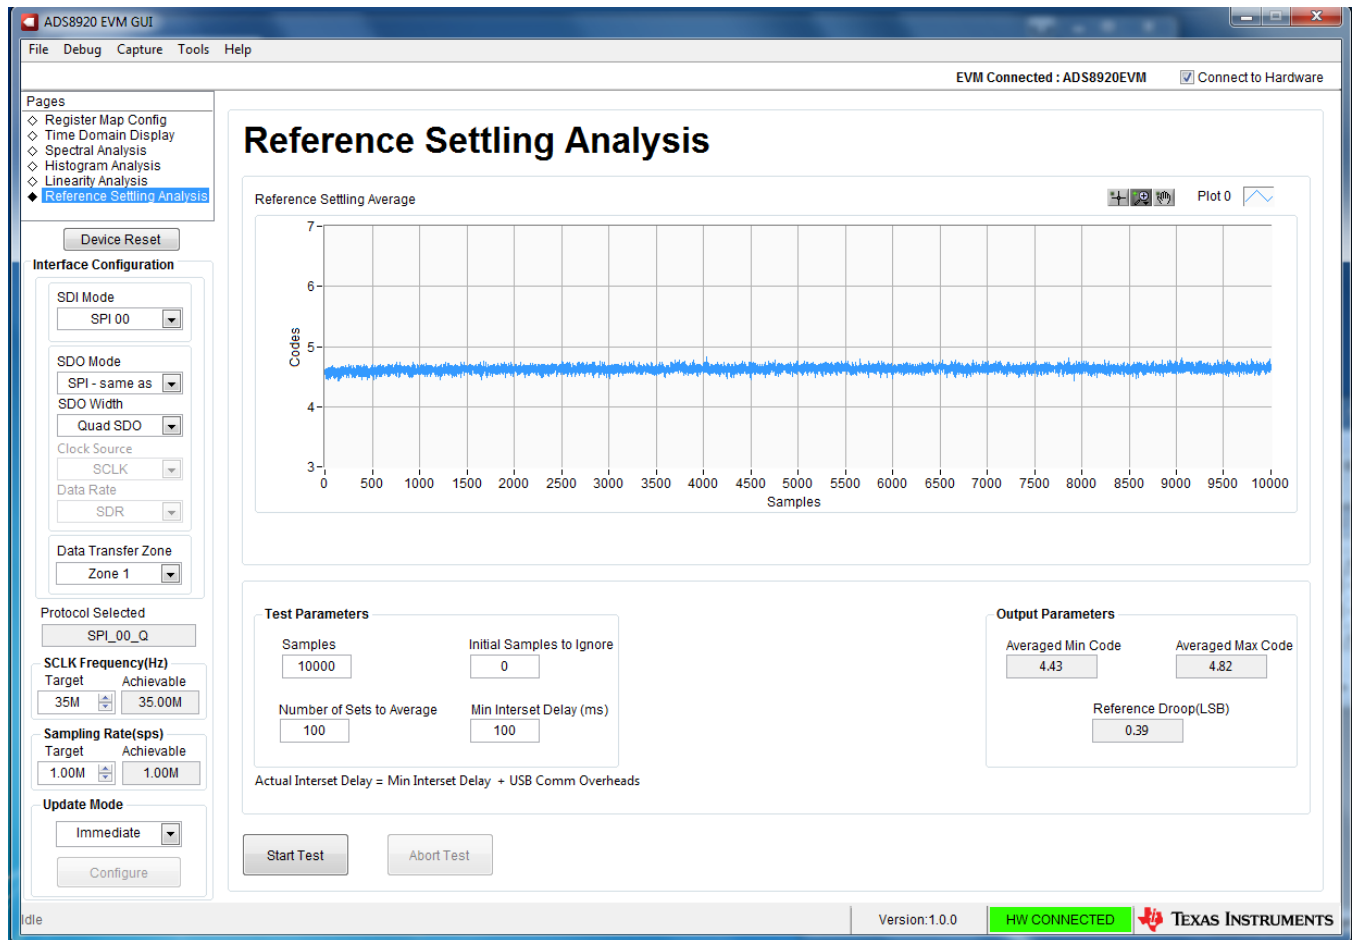 ADS8920 EVM GUI
File Debug Capture Tools Help
EVM Connected : ADS8920EVM Connect to Hardware
Pages
Register Map Config
Time Domain Display
Spectral Analysis
Histogram Analysis
Linearity Analysis
Reference Settling Analysis
Device Reset
Interface Configuration
SDI Mode
SPI 00
SDO Mode
SPI - same as
SDO Width
Quad SDO
Clock Source
SCLK
Data Rate
SDR
Data Transfer Zone
Zone 1
Protocol Selected
SPI_00_Q
SCLK Frequency(Hz)
Target Achievable
35M 35.00M
Sampling Rate(sps)
Target Achievable
1.00M 1.00M
Update Mode
Immediate
Configure
Reference Settling Analysis
Reference Settling Average
Plot 0
7
6
5
4
3
Codes
0 500 1000 1500 2000 2500 3000 3500 4000 4500 5000 5500 6000 6500 7000 7500 8000 8500 9000 9500 10000
Samples
Test Parameters
Samples Initial Samples to Ignore
10000 0
Number of Sets to Average Min Interset Delay (ms)
100 100
Actual Interset Delay = Min Interset Delay + USB Comm Overheads
Output Parameters
Averaged Min Code Averaged Max Code
4.43 4.82
Reference Droop(LSB)
0.39
Start Test Abort Test
Idle
Version:1.0.0 HW CONNECTED TEXAS INSTRUMENTS